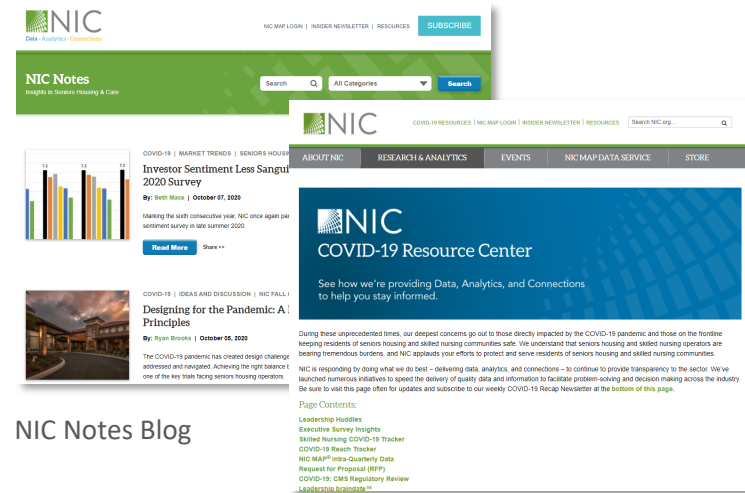 NIC
Data · Analytics · Connections
NIC MAP LOGIN | INSIDER NEWSLETTER | RESOURCES
SUBSCRIBE
NIC Notes
Insights in Seniors Housing & Care
Search
All Categories
Search
COVID-19 | MARKET TRENDS | SENIORS HOUSIN
7.2
7.3
7.4
Investor Sentiment Less Sangui
2020 Survey
By: Beth Mace | October 07, 2020
Marking the sixth consecutive year, NIC once again par
sentiment survey in late summer 2020.
Read More
Share >>
COVID-19 | IDEAS AND DISCUSSION | NIC FALL
Designing for the Pandemic: A
Principles
By: Ryan Brooks | October 05, 2020
The COVID-19 pandemic has created design challenge
addressed and navigated. Achieving the right balance b
one of the key trials facing seniors housing operators.
NIC Notes Blog
NIC
COVID-19 RESOURCES | NIC MAP LOGIN | INSIDER NEWSLETTER | RESOURCES
Search NIC.org...
ABOUT NIC
RESEARCH & ANALYTICS
EVENTS
NIC MAP DATA SERVICE
STORE
NIC
COVID-19 Resource Center
See how we're providing Data, Analytics, and Connections
to help you stay informed.
During these unprecedented times, our deepest concerns go out to those directly impacted by the COVID-19 pandemic and those on the frontline
keeping residents of seniors housing and skilled nursing communities safe. We understand that seniors housing and skilled nursing operators are
bearing tremendous burdens, and NIC applauds your efforts to protect and serve residents of seniors housing and skilled nursing communities.
NIC is responding by doing what we do best – delivering data, analytics, and connections – to continue to provide transparency to the sector. We've
launched numerous initiatives to speed the delivery of quality data and information to facilitate problem-solving and decision making across the industry.
Be sure to visit this page often for updates and subscribe to our weekly COVID-19 Recap Newsletter at the bottom of this page.
Page Contents:
Leadership Huddles
Executive Survey Insights
Skilled Nursing COVID-19 Tracker
COVID-19 Reach Tracker
NIC MAP® Intra-Quarterly Data
Request for Proposal (RFP)
COVID-19: CMS Regulatory Review
Leadership braindate™